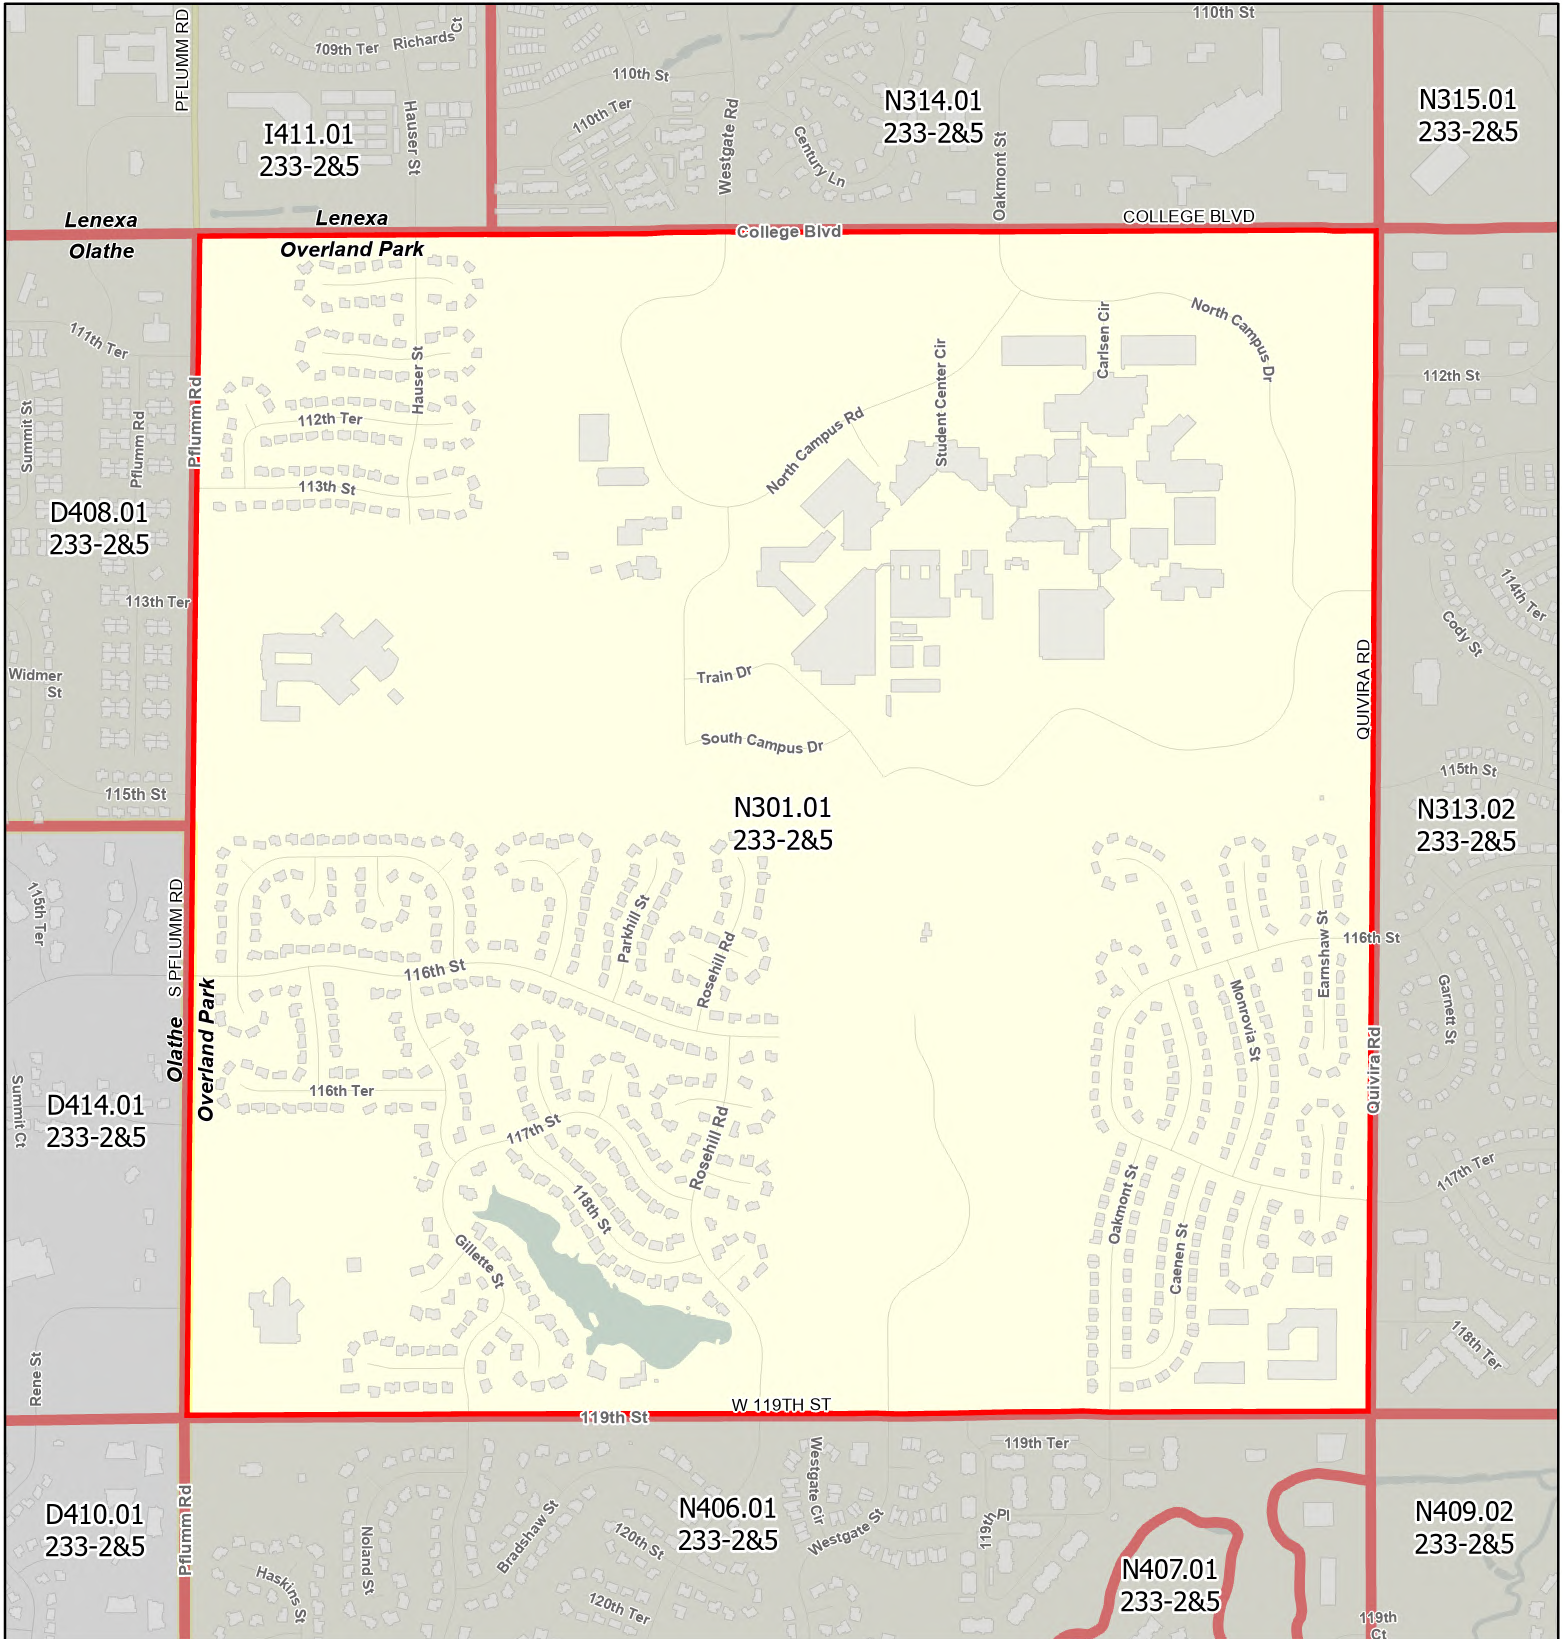 110th St
PFLUMM RD
109th Ter
Richards Ct
110th St
110th Ter
Hauser St
Westgate Rd
Century Ln
Oakmont St
I411.01
233-2&5
N314.01
233-2&5
N315.01
233-2&5
Lenexa
Olathe
Lenexa
Overland Park
College Blvd
COLLEGE BLVD
111th Ter
Pflumm Rd
Summit St
Pflumm Rd
Hauser St
112th Ter
113th St
North Campus Rd
Student Center Cir
Carlsen Cir
North Campus Dr
112th St
D408.01
233-2&5
113th Ter
Widmer
St
114th Ter
Cody St
Train Dr
South Campus Dr
QUIVIRA RD
115th St
115th St
N301.01
233-2&5
N313.02
233-2&5
115th Ter
S PFLUMM RD
Olathe
Overland Park
116th St
Parkhill St
Rosehill Rd
116th St
Earnshaw St
Monrovia St
Garnett St
Quivira Rd
Summit Ct
D414.01
233-2&5
116th Ter
117th St
Rosehill Rd
118th St
Gillette St
Oakmont St
Caenen St
117th Ter
118th Ter
Rene St
119th St
W 119TH ST
119th Ter
Pflumm Rd
D410.01
233-2&5
Haskins St
Noland St
Bradshaw St
120th St
120th Ter
N406.01
233-2&5
Westgate Cir
Westgate St
119th Pl
N407.01
233-2&5
N409.02
233-2&5
119th
Ct